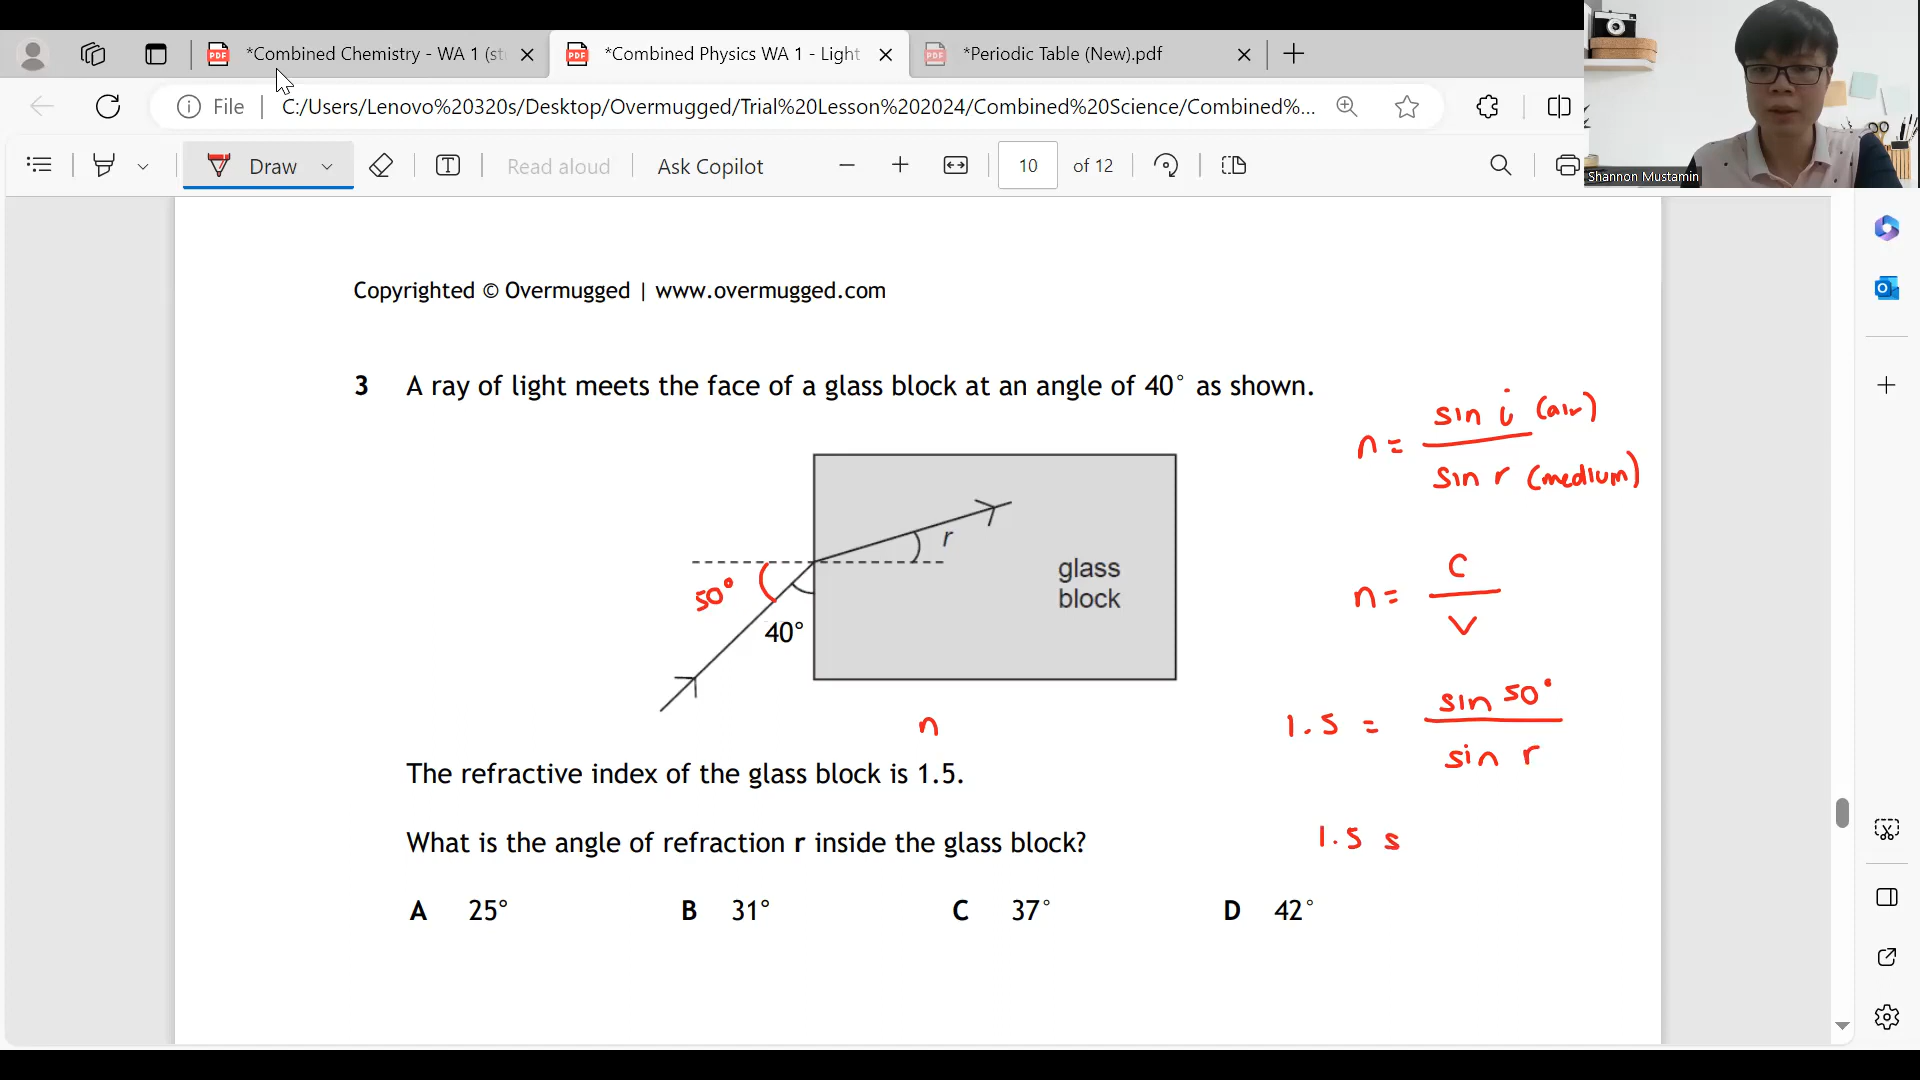 *Combined Chemistry - WA 1 (st
*Combined Physics WA 1 - Light
*Periodic Table (New).pdf
File
C:/Users/Lenovo%20320s/Desktop/Overmugged/Trial%20Lesson%202024/Combined%20Science/Combined%...
Draw
Read aloud
Ask Copilot
10 of 12
Shannon Mustamin
Copyrighted © Overmugged | www.overmugged.com
3 A ray of light meets the face of a glass block at an angle of 40° as shown.
n = sin i (air)
sin r (medium)
r
glass
block
50°
40°
n = c
v
n
1.5 = sin 50°
sin r
The refractive index of the glass block is 1.5.
What is the angle of refraction r inside the glass block?
1.5 s
A 25° B 31° C 37° D 42°